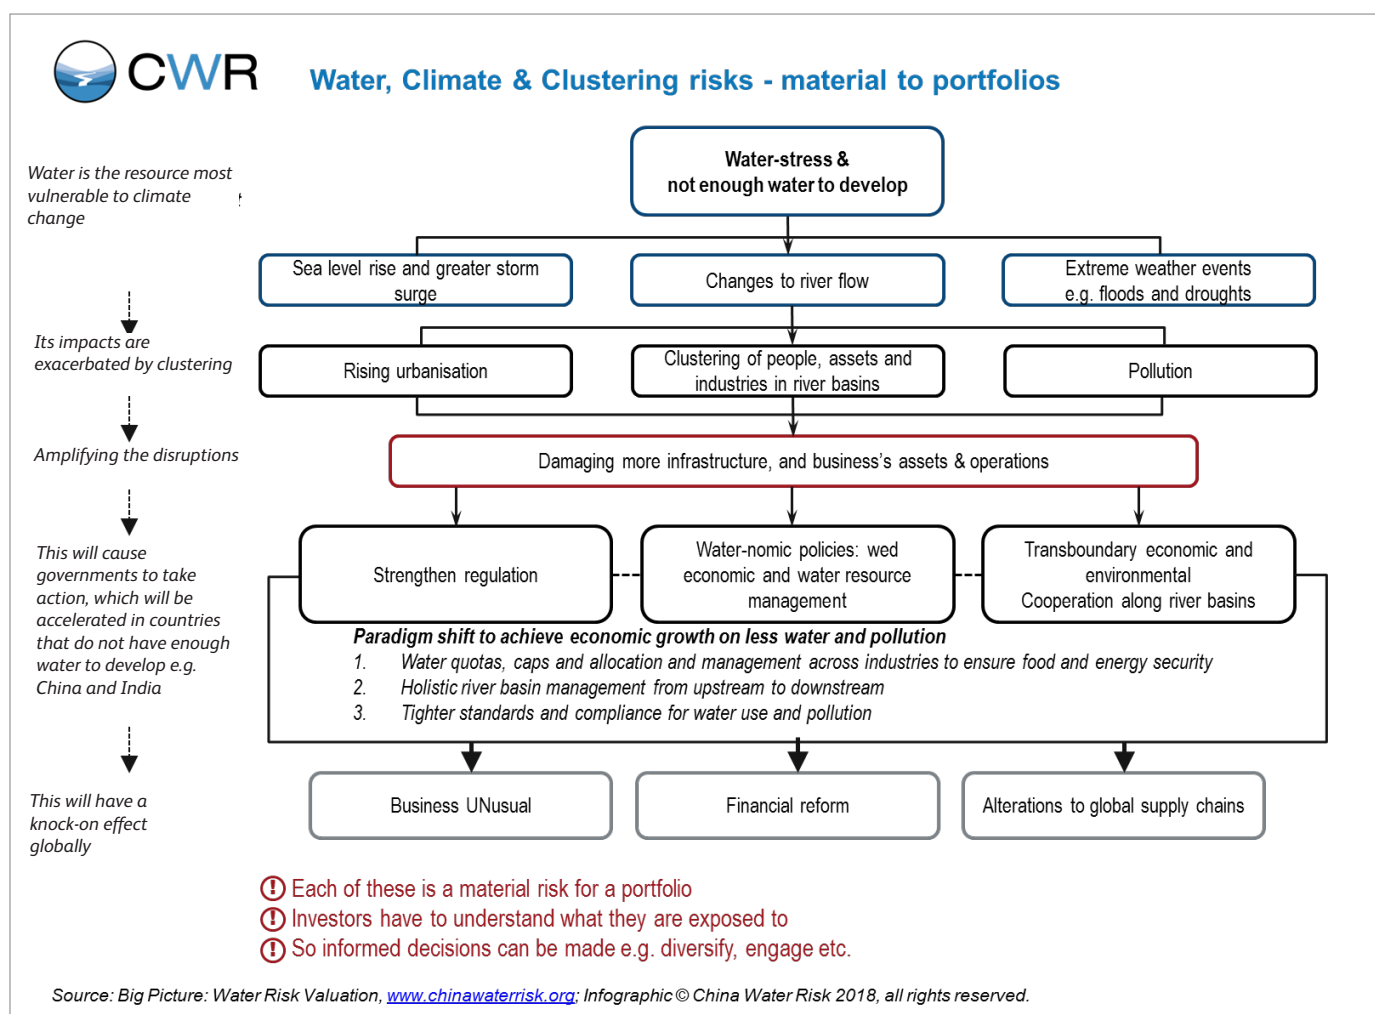 CWR
Water, Climate & Clustering risks - material to portfolios
Water is the resource most
vulnerable to climate
change
Water-stress &
not enough water to develop
Sea level rise and greater storm
surge
Changes to river flow
Extreme weather events
e.g. floods and droughts
Its impacts are
exacerbated by clustering
Rising urbanisation
Clustering of people, assets and
industries in river basins
Pollution
Amplifying the disruptions
Damaging more infrastructure, and business's assets & operations
This will cause
governments to take
action, which will be
accelerated in countries
that do not have enough
water to develop e.g.
China and India
Strengthen regulation
Water-nomic policies: wed
economic and water resource
management
Transboundary economic and
environmental
Cooperation along river basins
Paradigm shift to achieve economic growth on less water and pollution
1. Water quotas, caps and allocation and management across industries to ensure food and energy security
2. Holistic river basin management from upstream to downstream
3. Tighter standards and compliance for water use and pollution
This will have a
knock-on effect
globally
Business UNusual
Financial reform
Alterations to global supply chains
Each of these is a material risk for a portfolio
Investors have to understand what they are exposed to
So informed decisions can be made e.g. diversify, engage etc.
Source: Big Picture: Water Risk Valuation, www.chinawaterrisk.org; Infographic © China Water Risk 2018, all rights reserved.